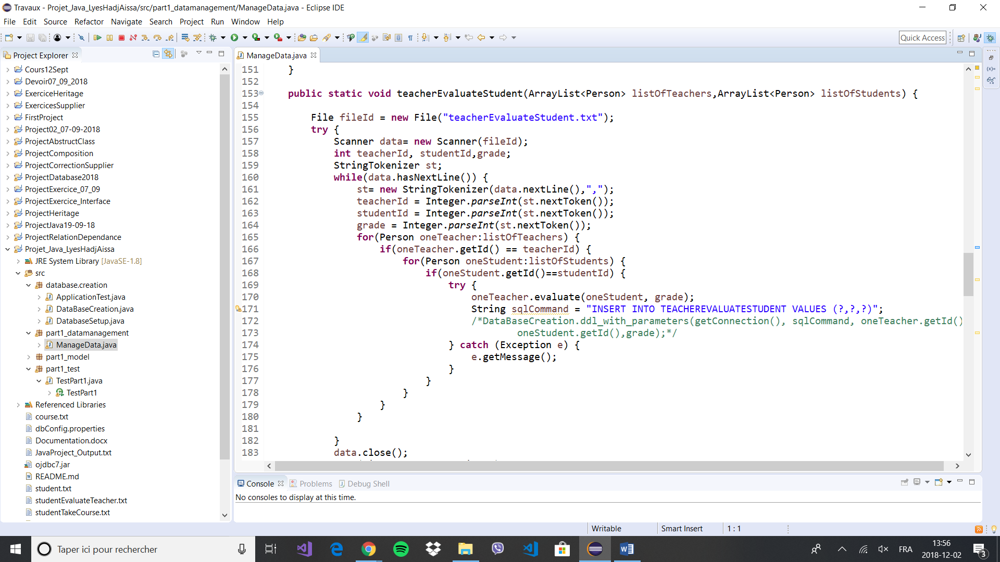 Travaux - Projet_Java_LyesHadjAissa/src/part1_datamanagement/ManageData.java - Eclipse IDE
File Edit Source Refactor Navigate Search Project Run Window Help
Quick Access
Project Explorer
Cours12Sept
Devoir07_09_2018
ExerciceHeritage
ExercicesSupplier
FirstProject
Project02_07-09-2018
ProjectAbstructClass
ProjectComposition
ProjectCorrectionSupplier
ProjectDatabase2018
ProjectExercice_07_09
ProjectExercice_Interface
ProjectHeritage
ProjectJava19-09-18
ProjectRelationDependance
Projet_Java_LyesHadjAissa
JRE System Library [JavaSE-1.8]
src
database.creation
ApplicationTest.java
DataBaseCreation.java
DatabaseSetup.java
part1_datamanagement
ManageData.java
part1_model
part1_test
TestPart1.java
TestPart1
Referenced Libraries
course.txt
dbConfig.properties
Documentation.docx
JavaProject_Output.txt
ojdbc7.jar
README.md
student.txt
studentEvaluateTeacher.txt
studentTakeCourse.txt
ManageData.java
151 }
152
153 public static void teacherEvaluateStudent(ArrayList<Person> listOfTeachers,ArrayList<Person> listOfStudents) {
154
155 File fileId = new File("teacherEvaluateStudent.txt");
156 try {
157 Scanner data= new Scanner(fileId);
158 int teacherId, studentId,grade;
159 StringTokenizer st;
160 while(data.hasNextLine()) {
161 st= new StringTokenizer(data.nextLine(),",");
162 teacherId = Integer.parseInt(st.nextToken());
163 studentId = Integer.parseInt(st.nextToken());
164 grade = Integer.parseInt(st.nextToken());
165 for(Person oneTeacher:listOfTeachers) {
166 if(oneTeacher.getId() == teacherId) {
167 for(Person oneStudent:listOfStudents) {
168 if(oneStudent.getId()==studentId) {
169 try {
170 oneTeacher.evaluate(oneStudent, grade);
171 String sqlCommand = "INSERT INTO TEACHEREVALUATESTUDENT VALUES (?,?,?)";
172 /*DataBaseCreation.ddl_with_parameters(getConnection(), sqlCommand, oneTeacher.getId()
173 oneStudent.getId(),grade);*/
174 } catch (Exception e) {
175 e.getMessage();
176 }
177 }
178 }
179 }
180 }
181
182 }
183 data.close();
Console Problems Debug Shell
No consoles to display at this time.
Writable Smart Insert 1 : 1
Taper ici pour rechercher
FRA
13:56
2018-12-02
3